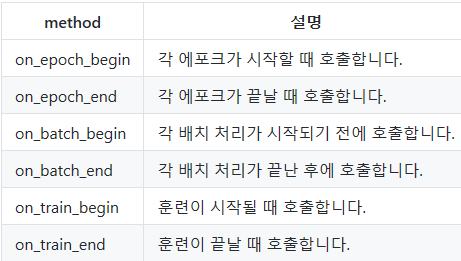 method 설명
on_epoch_begin 각 에포크가 시작할 때 호출합니다.
on_epoch_end 각 에포크가 끝날 때 호출합니다.
on_batch_begin 각 배치 처리가 시작되기 전에 호출합니다.
on_batch_end 각 배치 처리가 끝난 후에 호출합니다.
on_train_begin 훈련이 시작될 때 호출합니다.
on_train_end 훈련이 끝날 때 호출합니다.